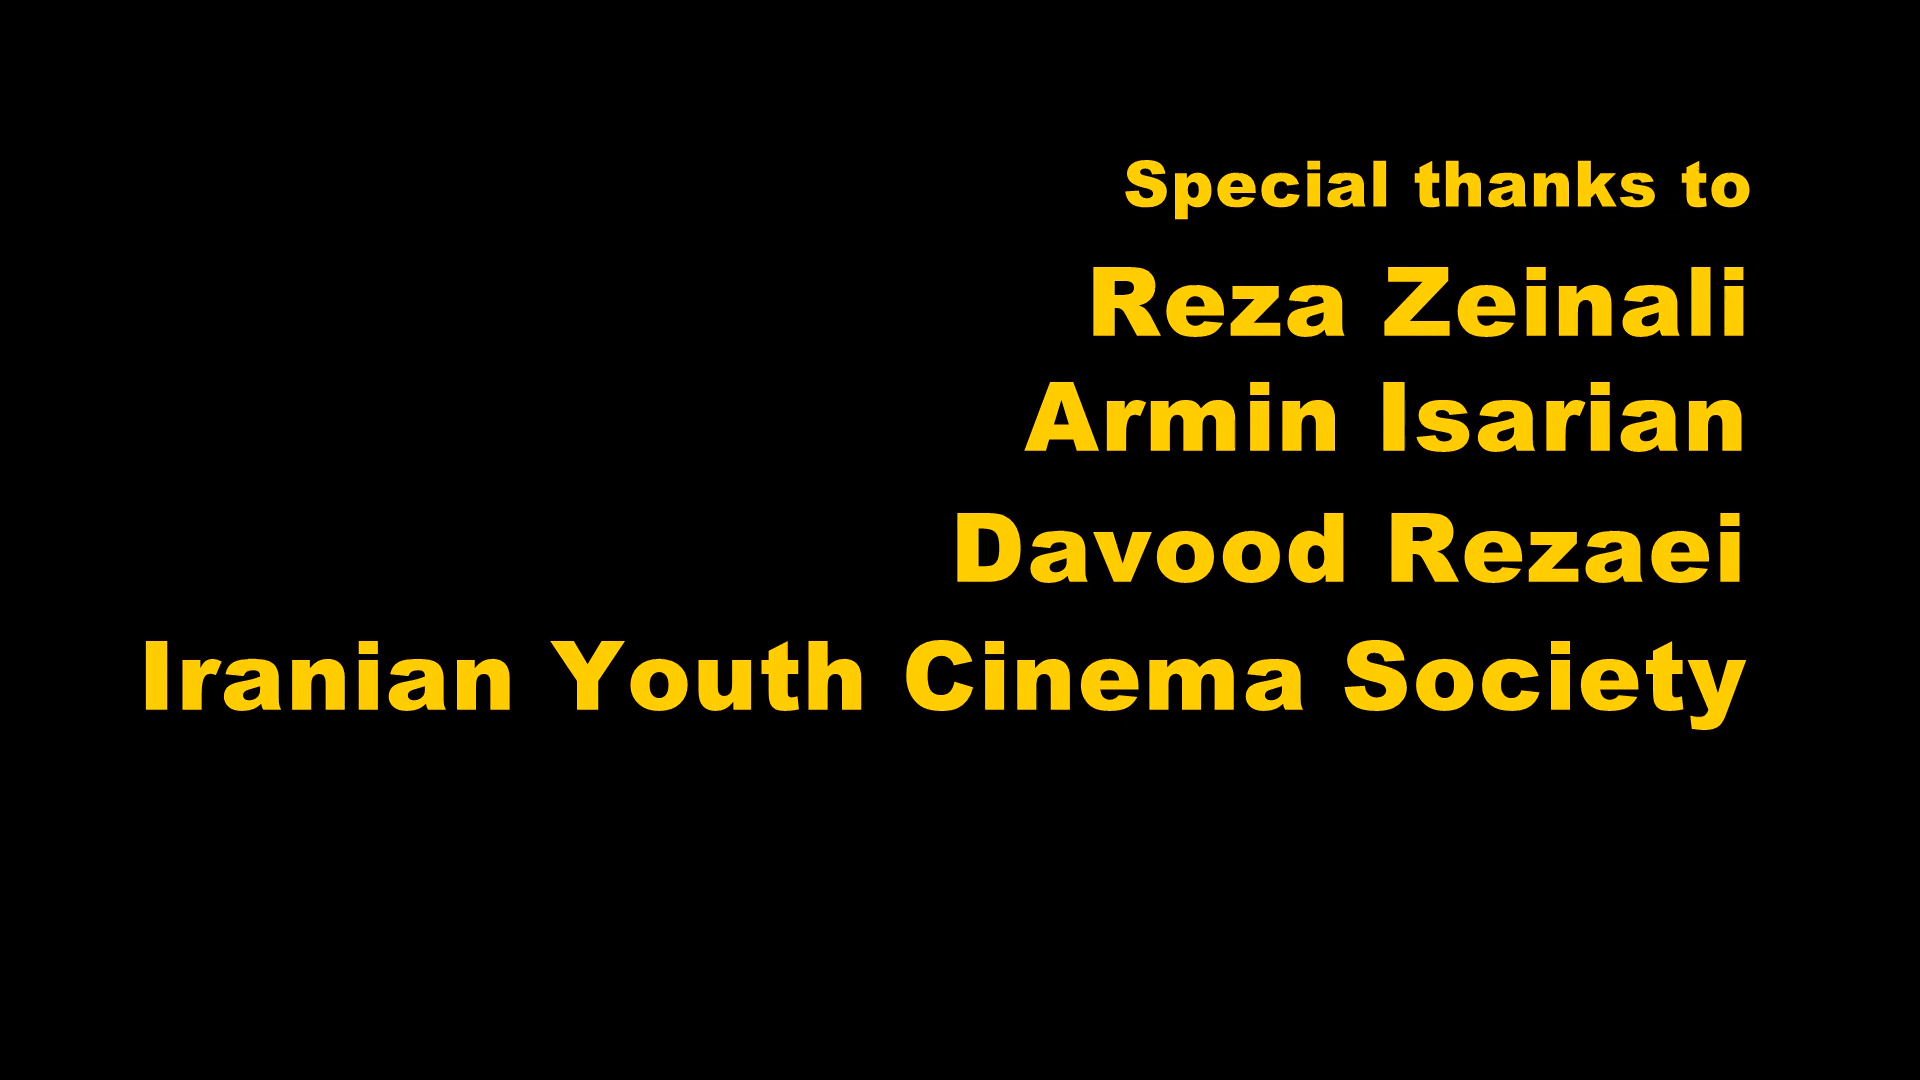 Special thanks to
Reza Zeinali
Armin Isarian
Davood Rezaei
Iranian Youth Cinema Society